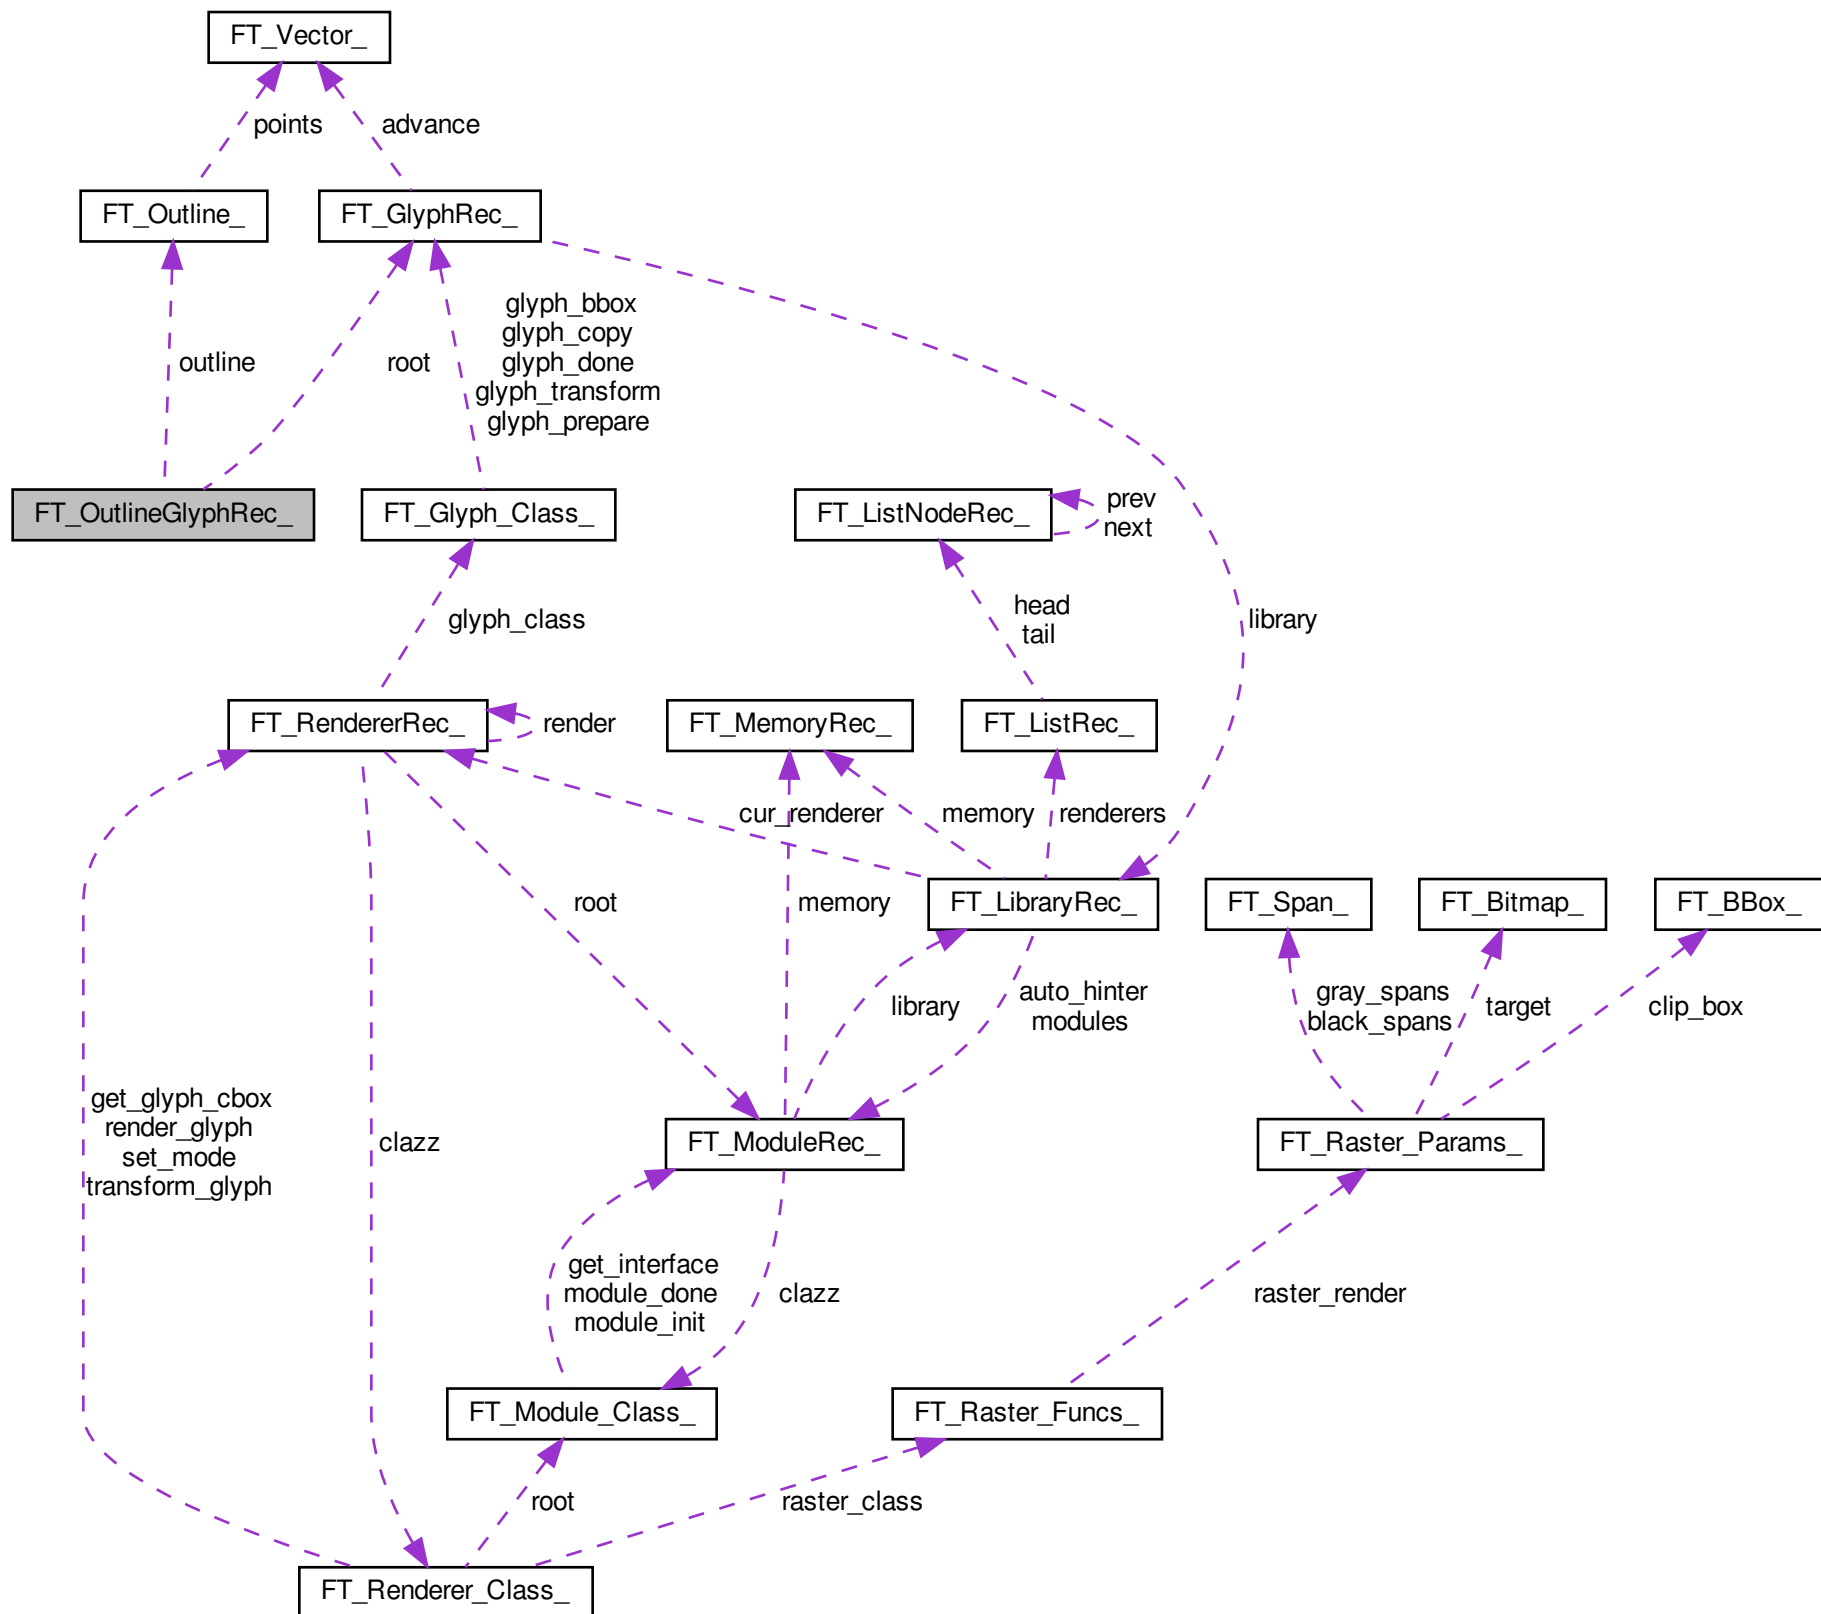 FT_Vector_
points
advance
FT_Outline_
FT_GlyphRec_
outline
root
glyph_bbox
glyph_copy
glyph_done
glyph_transform
glyph_prepare
FT_OutlineGlyphRec_
FT_Glyph_Class_
FT_ListNodeRec_
prev
next
glyph_class
head
tail
library
FT_RendererRec_
render
FT_MemoryRec_
FT_ListRec_
cur_renderer
memory
renderers
root
memory
FT_LibraryRec_
FT_Span_
FT_Bitmap_
FT_BBox_
library
auto_hinter
modules
gray_spans
black_spans
target
clip_box
get_glyph_cbox
render_glyph
set_mode
transform_glyph
clazz
FT_ModuleRec_
FT_Raster_Params_
get_interface
module_done
module_init
clazz
raster_render
FT_Module_Class_
FT_Raster_Funcs_
root
raster_class
FT_Renderer_Class_